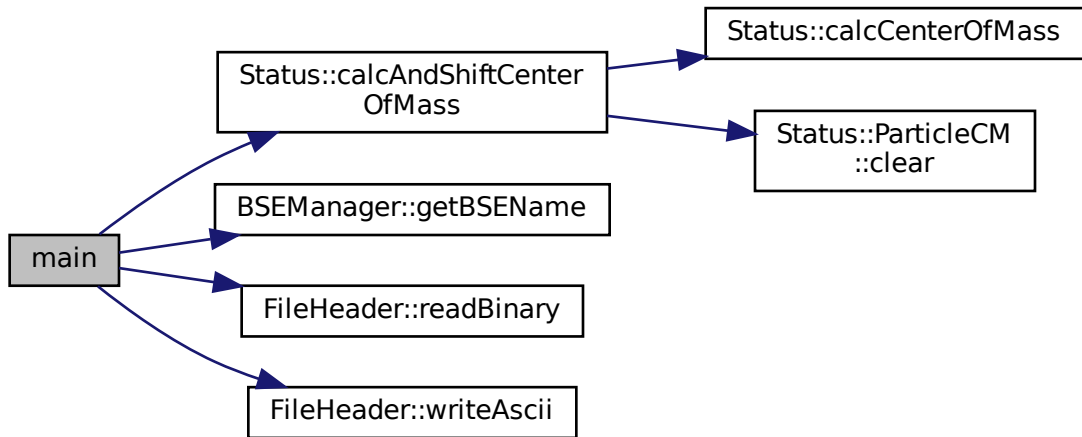 main
Status::calcAndShiftCenter
OfMass
BSEManager::getBSEName
FileHeader::readBinary
FileHeader::writeAscii
Status::calcCenterOfMass
Status::ParticleCM
::clear